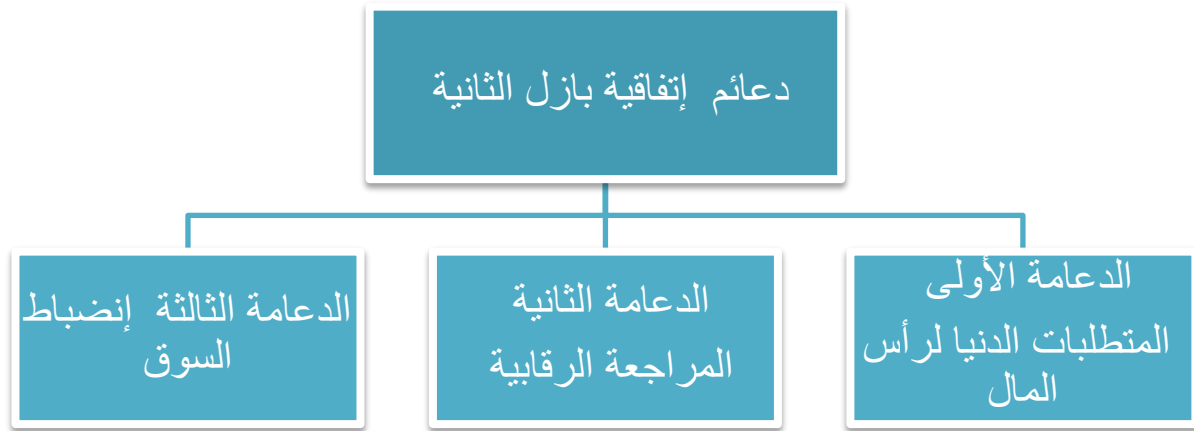 دعائم إتفاقية بازل الثانية
الدعامة الأولى
المتطلبات الدنيا لرأس
المال
الدعامة الثانية
المراجعة الرقابية
الدعامة الثالثة إنضباط
السوق